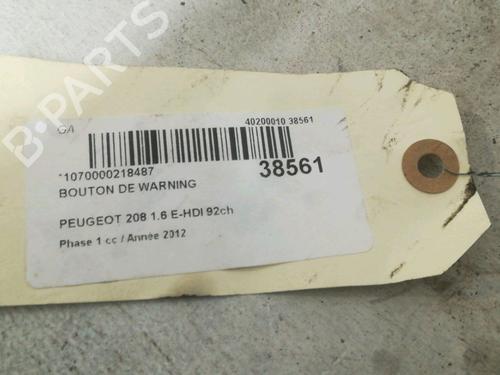 B-PARTS
GA
40200010 38561
*1070000218487
38561
BOUTON DE WARNING
PEUGEOT 208 1.6 E-HDI 92ch
Phase 1 cc / Année 2012